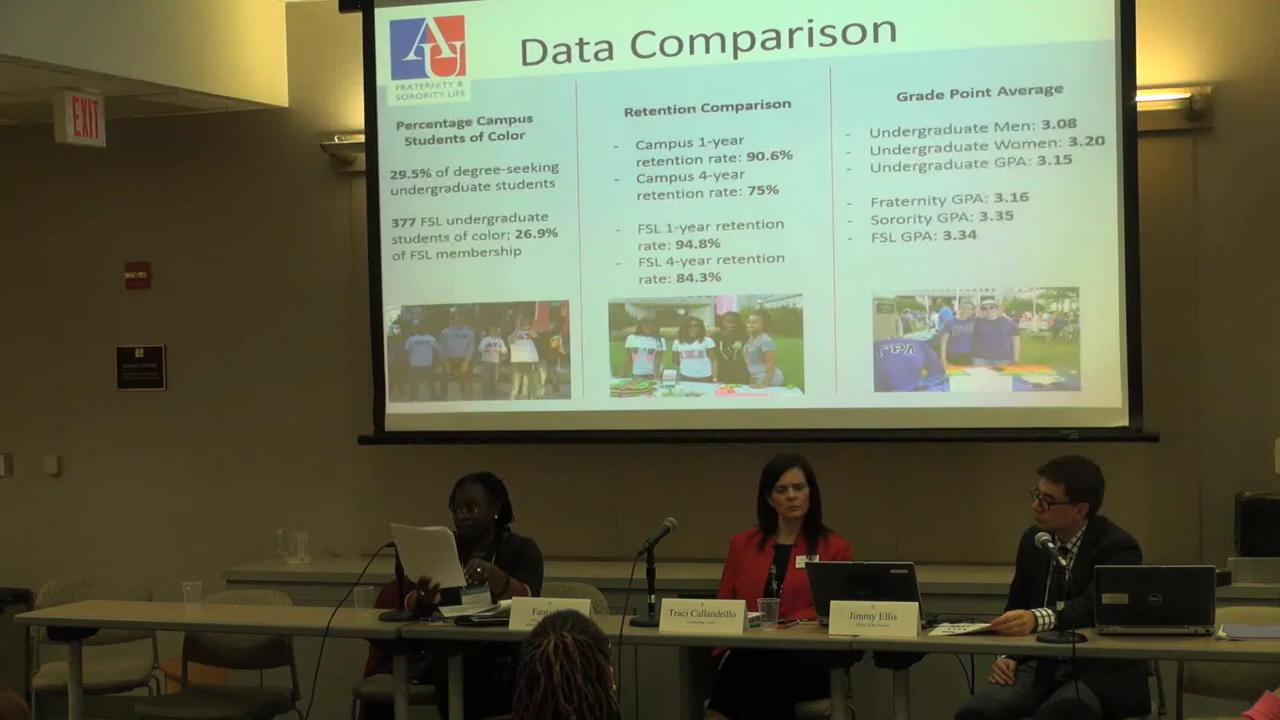 AU
FRATERNITY &
SORORITY LIFE
Data Comparison
Percentage Campus
Students of Color
29.5% of degree-seeking
undergraduate students
377 FSL undergraduate
students of color; 26.9%
of FSL membership
Retention Comparison
- Campus 1-year
retention rate: 90.6%
- Campus 4-year
retention rate: 75%
- FSL 1-year retention
rate: 94.8%
- FSL 4-year retention
rate: 84.3%
Grade Point Average
- Undergraduate Men: 3.08
- Undergraduate Women: 3.20
- Undergraduate GPA: 3.15
- Fraternity GPA: 3.16
- Sorority GPA: 3.35
- FSL GPA: 3.34
EXIT
Traci Callandrillo
Counseling Center
Jimmy Ellis
DELL